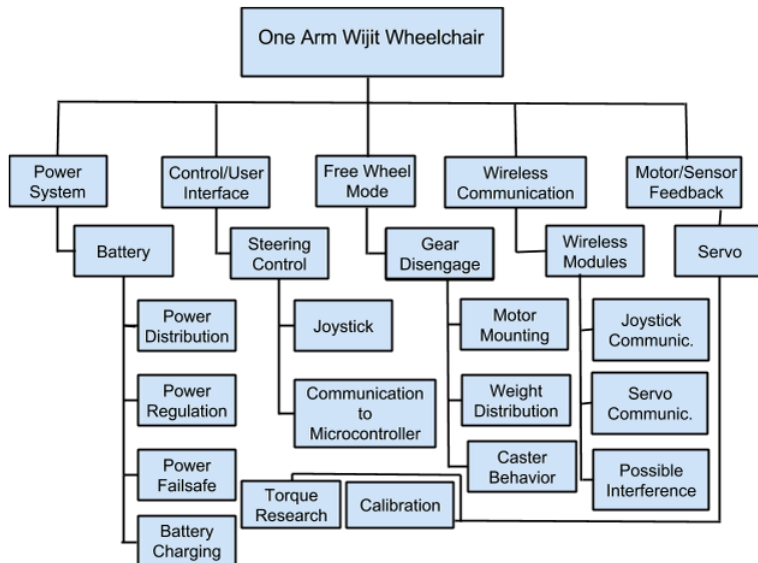 One Arm Wijit Wheelchair
Power
System
Control/User
Interface
Free Wheel
Mode
Wireless
Communication
Motor/Sensor
Feedback
Battery
Steering
Control
Gear
Disengage
Wireless
Modules
Servo
Power
Distribution
Joystick
Motor
Mounting
Joystick
Communic.
Power
Regulation
Communication
to
Microcontroller
Weight
Distribution
Servo
Communic.
Power
Failsafe
Torque
Research
Calibration
Caster
Behavior
Possible
Interference
Battery
Charging